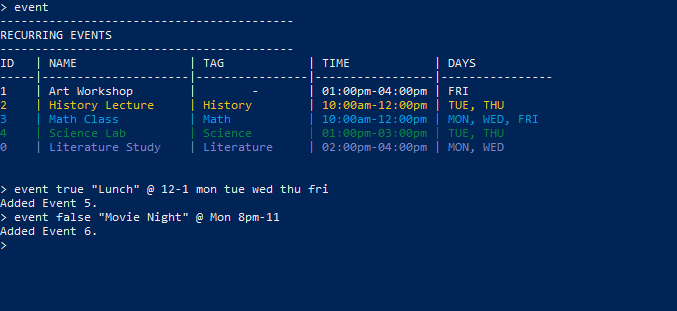 > event
------------------------------------------
RECURRING EVENTS
------------------------------------------
ID   | NAME                | TAG            | TIME            | DAYS
-----|---------------------|----------------|-----------------|----------------
1    | Art Workshop        |       -        | 01:00pm-04:00pm | FRI
2    | History Lecture     | History        | 10:00am-12:00pm | TUE, THU
3    | Math Class          | Math           | 10:00am-12:00pm | MON, WED, FRI
4    | Science Lab         | Science        | 01:00pm-03:00pm | TUE, THU
0    | Literature Study    | Literature     | 02:00pm-04:00pm | MON, WED
> event true "Lunch" @ 12-1 mon tue wed thu fri
Added Event 5.
> event false "Movie Night" @ Mon 8pm-11
Added Event 6.
>